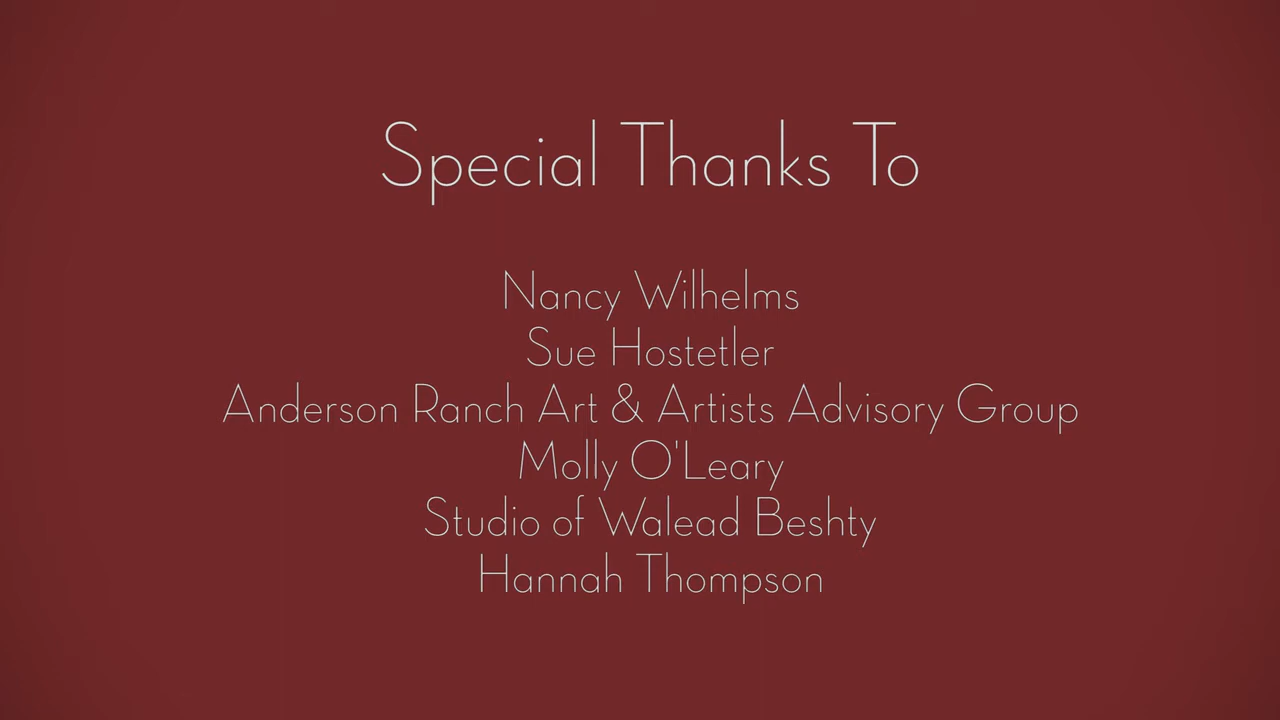 Special Thanks To
Nancy Wilhelms
Sue Hostetler
Anderson Ranch Art & Artists Advisory Group
Molly O'Leary
Studio of Walead Beshty
Hannah Thompson